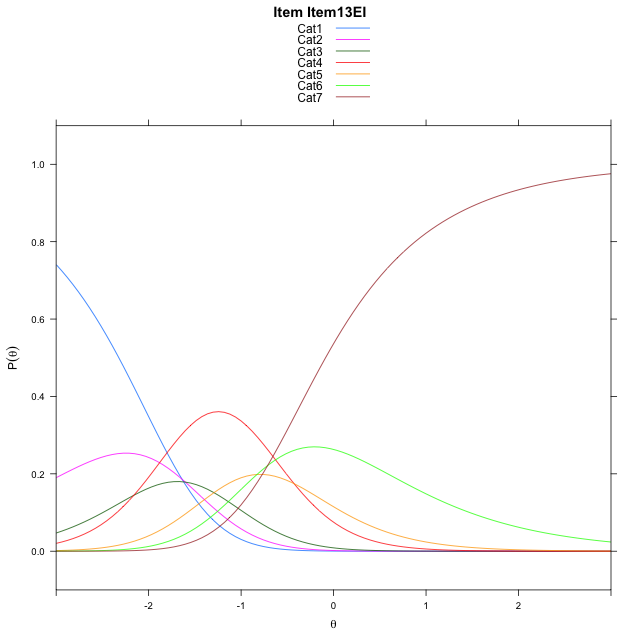 Item Item13EI
Cat1
Cat2
Cat3
Cat4
Cat5
Cat6
Cat7
1.0
0.8
0.6
0.4
0.2
0.0
P(θ)
-2 -1 0 1 2
θ